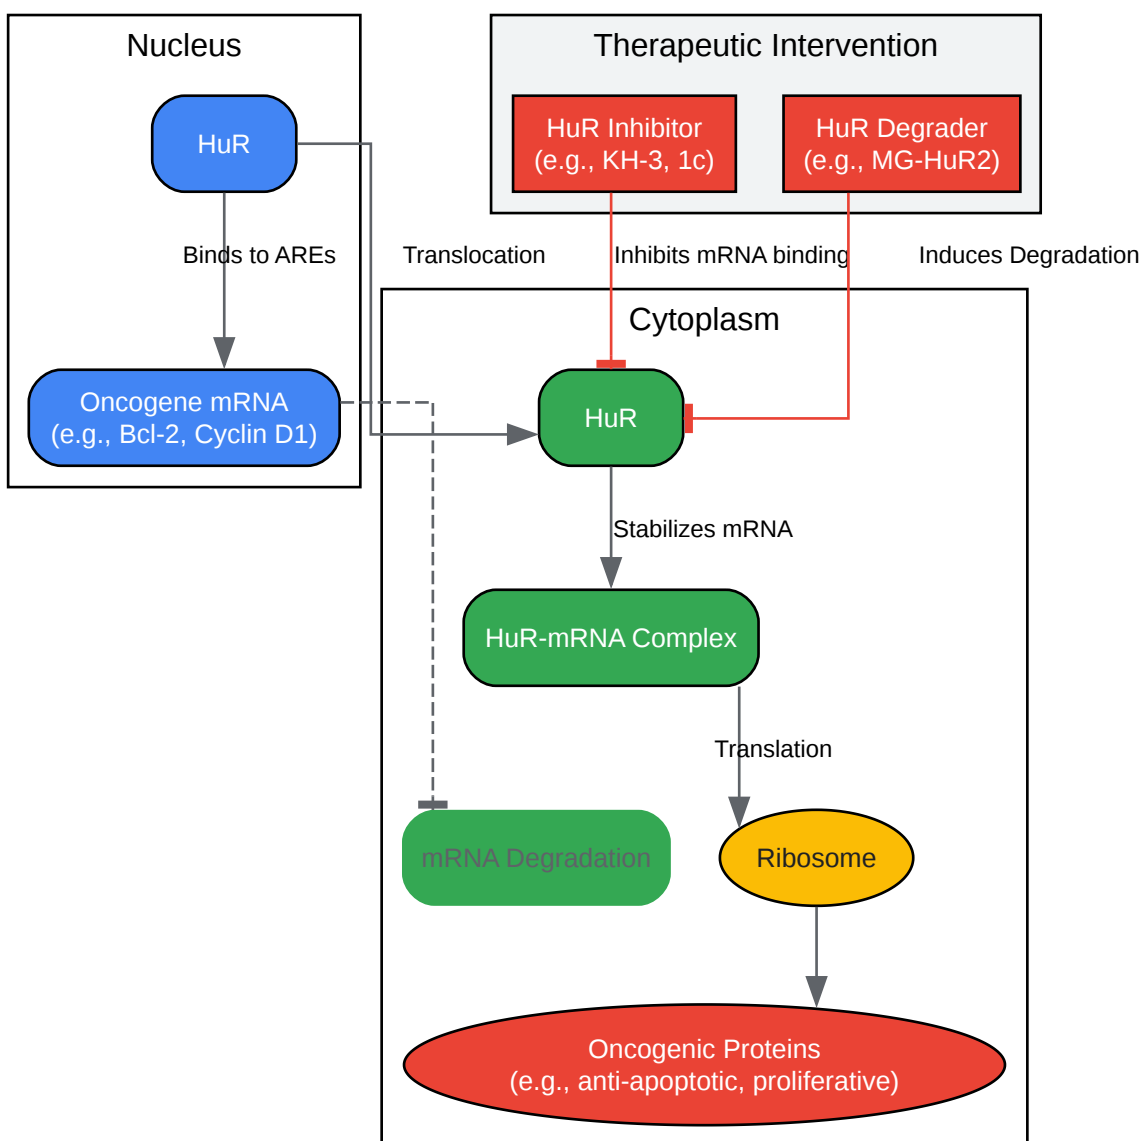 Nucleus
Therapeutic Intervention
HuR
HuR Inhibitor
(e.g., KH-3, 1c)
HuR Degrader
(e.g., MG-HuR2)
Binds to AREs
Translocation
Inhibits mRNA binding
Induces Degradation
Cytoplasm
Oncogene mRNA
(e.g., Bcl-2, Cyclin D1)
HuR
Stabilizes mRNA
HuR-mRNA Complex
Translation
mRNA Degradation
Ribosome
Oncogenic Proteins
(e.g., anti-apoptotic, proliferative)